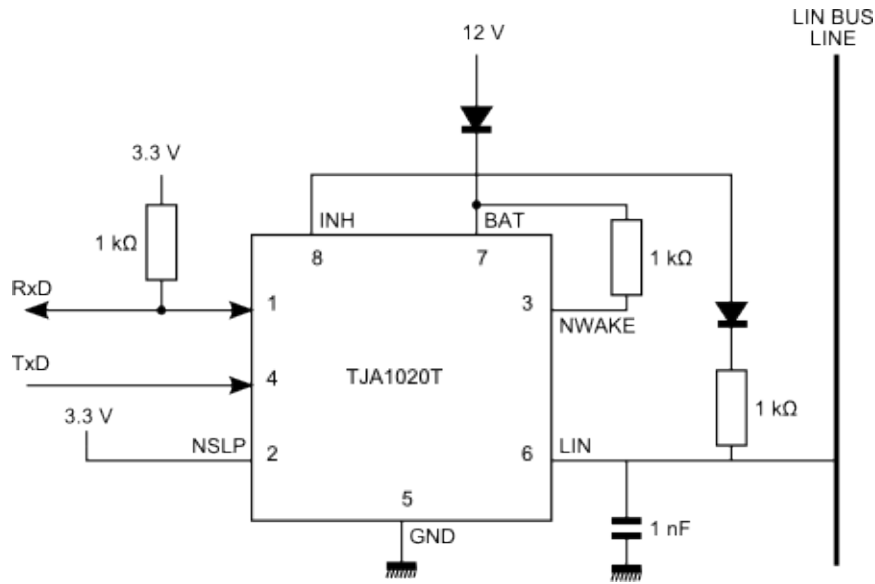 LIN BUS
LINE
12 V
3.3 V
INH
BAT
1 kΩ
8
7
1 kΩ
RxD
1
3
NWAKE
TxD
4
TJA1020T
1 kΩ
3.3 V
NSLP
2
6
LIN
5
GND
1 nF